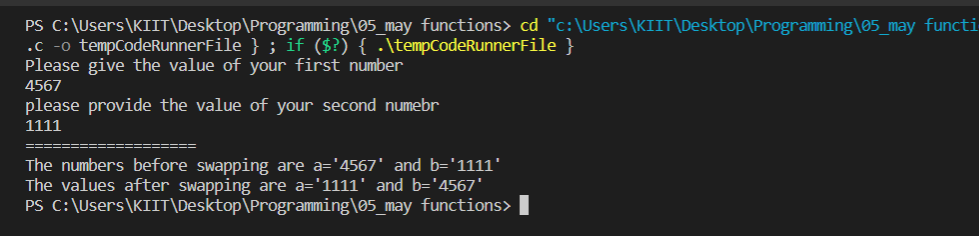 PS C:\Users\KIIT\Desktop\Programming\05_may functions> cd "c:\Users\KIIT\Desktop\Programming\05_may functi
.c -o tempCodeRunnerFile } ; if ($?) { .\tempCodeRunnerFile }
Please give the value of your first number
4567
please provide the value of your second numebr
1111
===================
The numbers before swapping are a='4567' and b='1111'
The values after swapping are a='1111' and b='4567'
PS C:\Users\KIIT\Desktop\Programming\05_may functions>